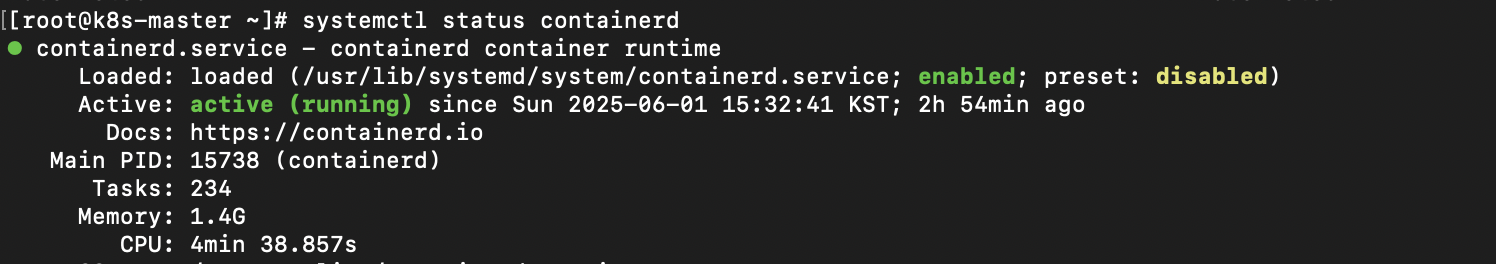 [[root@k8s-master ~]# systemctl status containerd
● containerd.service - containerd container runtime
Loaded: loaded (/usr/lib/systemd/system/containerd.service; enabled; preset: disabled)
Active: active (running) since Sun 2025-06-01 15:32:41 KST; 2h 54min ago
Docs: https://containerd.io
Main PID: 15738 (containerd)
Tasks: 234
Memory: 1.4G
CPU: 4min 38.857s